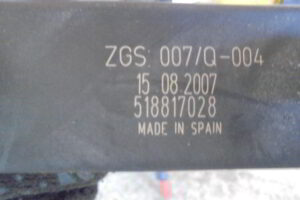 ZGS: 007/Q-004
15 08.2007
518817028
MADE IN SPAIN